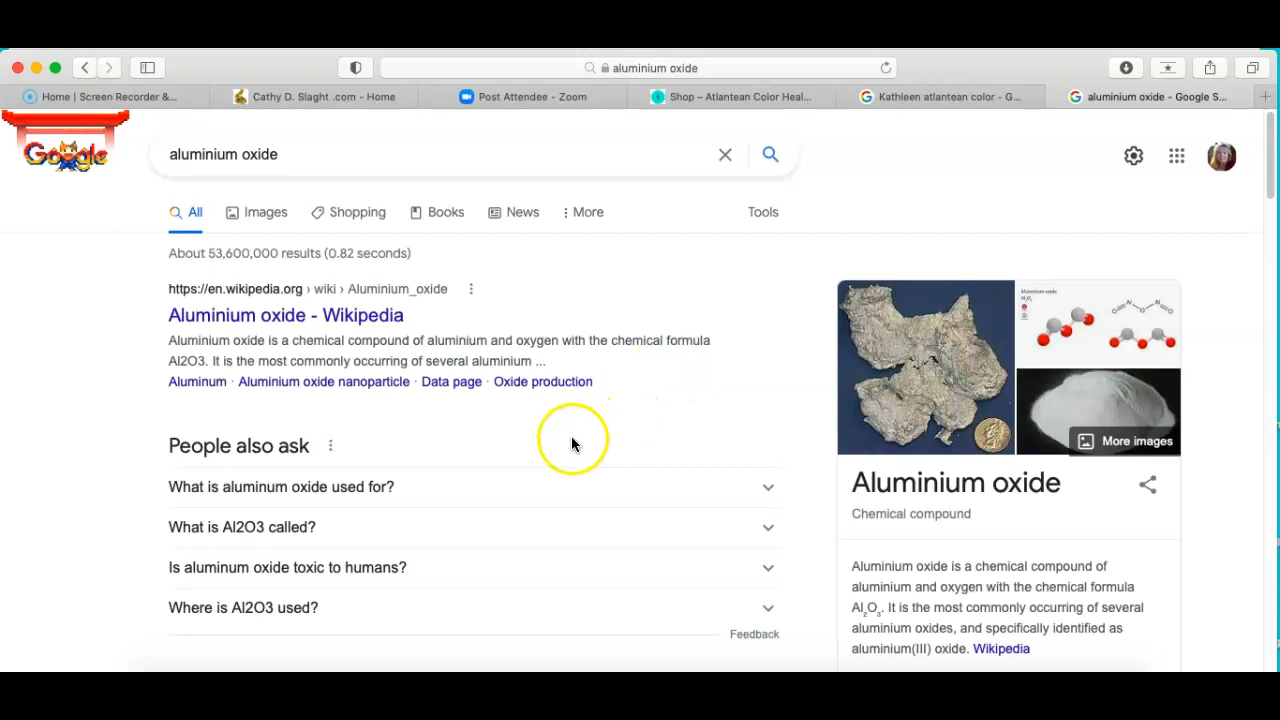 aluminium oxide
Home | Screen Recorder &...
Cathy D. Slaght .com - Home
Post Attendee - Zoom
Shop – Atlantean Color Heal...
Kathleen atlantean color - G...
aluminium oxide - Google S...
Google
aluminium oxide
All
Images
Shopping
Books
News
More
Tools
About 53,600,000 results (0.82 seconds)
https://en.wikipedia.org › wiki › Aluminium_oxide
Aluminium oxide - Wikipedia
Aluminium oxide is a chemical compound of aluminium and oxygen with the chemical formula
Al2O3. It is the most commonly occurring of several aluminium ...
Aluminum · Aluminium oxide nanoparticle · Data page · Oxide production
People also ask
What is aluminum oxide used for?
What is Al2O3 called?
Is aluminum oxide toxic to humans?
Where is Al2O3 used?
Feedback
More images
Aluminium oxide
Chemical compound
Aluminium oxide is a chemical compound of
aluminium and oxygen with the chemical formula
Al₂O₃. It is the most commonly occurring of several
aluminium oxides, and specifically identified as
aluminium(III) oxide. Wikipedia